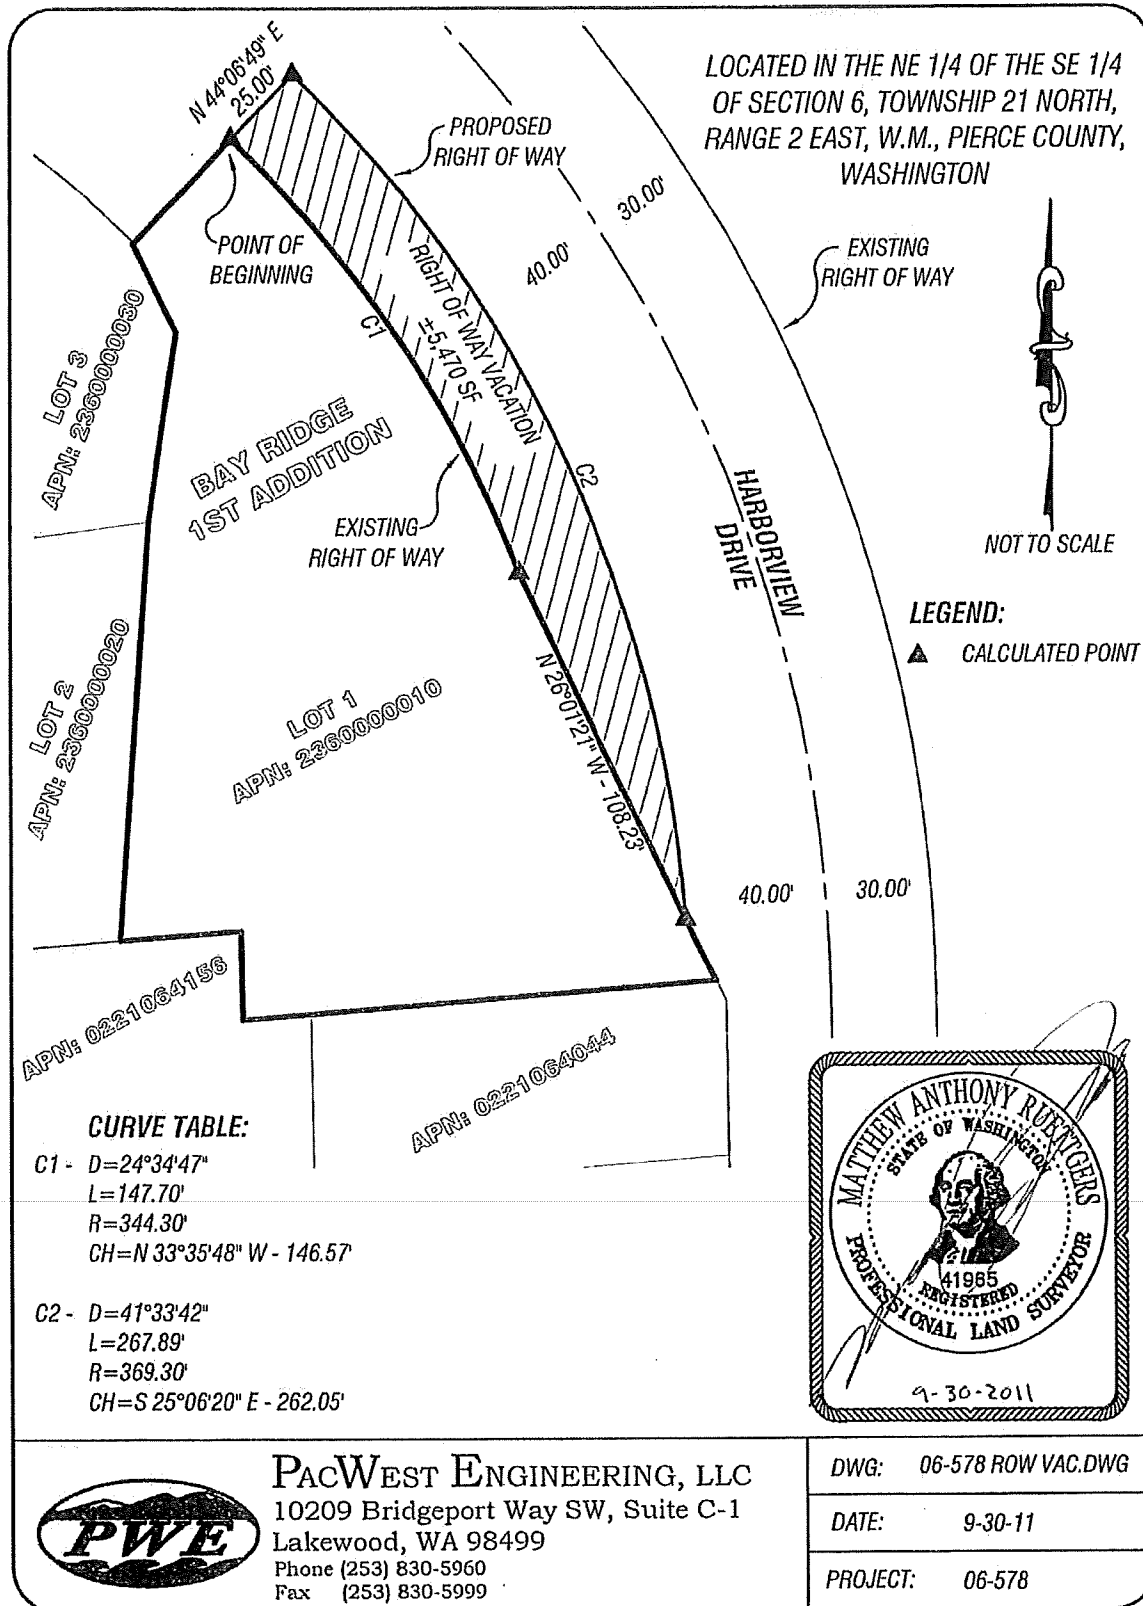 N 44°06'49" E
25.00'
LOCATED IN THE NE 1/4 OF THE SE 1/4
OF SECTION 6, TOWNSHIP 21 NORTH,
RANGE 2 EAST, W.M., PIERCE COUNTY,
WASHINGTON
PROPOSED
RIGHT OF WAY
30.00'
40.00'
POINT OF
BEGINNING
EXISTING
RIGHT OF WAY
RIGHT OF WAY VACATION
±5,470 SF
C1
LOT 3
APN: 2360000030
BAY RIDGE
1ST ADDITION
C2
EXISTING
RIGHT OF WAY
HARBORVIEW
DRIVE
NOT TO SCALE
LEGEND:
CALCULATED POINT
LOT 2
APN: 2360000020
LOT 1
APN: 2360000010
N 26°01'21" W - 108.23'
40.00'
30.00'
APN: 0221064156
APN: 0221064044
CURVE TABLE:
C1 - D=24°34'47"
L=147.70'
R=344.30'
CH=N 33°35'48" W - 146.57'
C2 - D=41°33'42"
L=267.89'
R=369.30'
CH=S 25°06'20" E - 262.05'
MATTHEW ANTHONY RUETTGERS
STATE OF WASHINGTON
41965
REGISTERED
PROFESSIONAL LAND SURVEYOR
9-30-2011
PWE
PACWEST ENGINEERING, LLC
10209 Bridgeport Way SW, Suite C-1
Lakewood, WA 98499
Phone (253) 830-5960
Fax (253) 830-5999
DWG: 06-578 ROW VAC.DWG
DATE: 9-30-11
PROJECT: 06-578